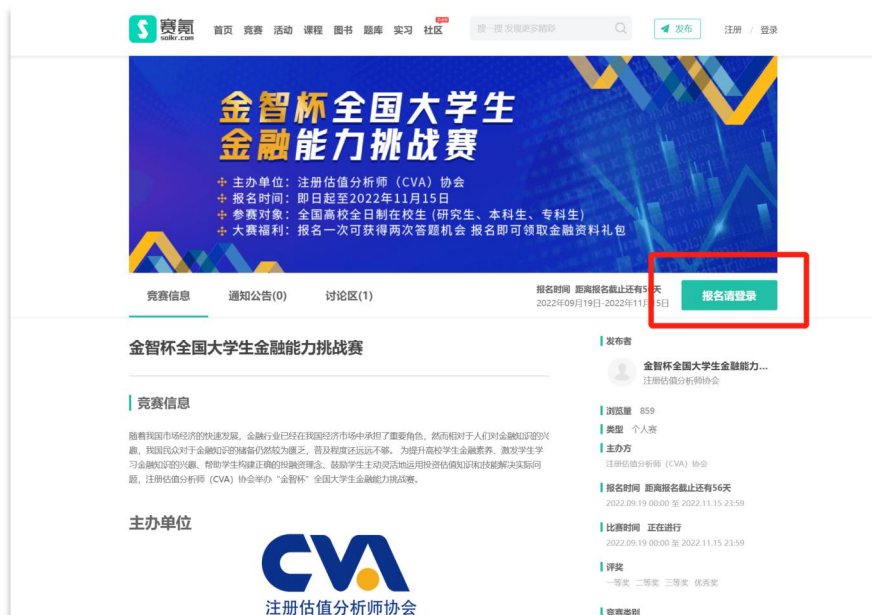 赛氪
saikr.com
首页 竞赛 活动 课程 图书 题库 实习 社区
搜一搜 发现更多精彩
发布
注册 / 登录
金智杯全国大学生
金融能力挑战赛
主办单位：注册估值分析师（CVA）协会
报名时间：即日起至2022年11月15日
参赛对象：全国高校全日制在校生 (研究生、本科生、专科生)
大赛福利：报名一次可获得两次答题机会 报名即可领取金融资料礼包
竞赛信息 通知公告(0) 讨论区(1)
报名时间 距离报名截止还有56天
2022年09月19日-2022年11月15日
报名请登录
金智杯全国大学生金融能力挑战赛
竞赛信息
随着我国市场经济的快速发展，金融行业已经在我国经济市场中承担了重要角色，然而相对于人们对金融知识的兴
趣，我国民众对于金融知识的储备仍然较为匮乏，普及程度还远远不够。 为提升高校学生金融素养、激发学生学
习金融知识的兴趣，帮助学生构建正确的投融资理念、鼓励学生主动灵活地运用投资估值知识和技能解决实际问
题，注册估值分析师（CVA）协会举办“金智杯”全国大学生金融能力挑战赛。
主办单位
CVA
注册估值分析师协会
发布者
金智杯全国大学生金融能力...
注册估值分析师协会
浏览量 859
类型 个人赛
主办方
注册估值分析师（CVA）协会
报名时间 距离报名截止还有56天
2022.09.19 00:00 至 2022.11.15 23:59
比赛时间 正在进行
2022.09.19 00:00 至 2022.11.15 23:59
评奖
一等奖 二等奖 三等奖 优秀奖
竞赛类别